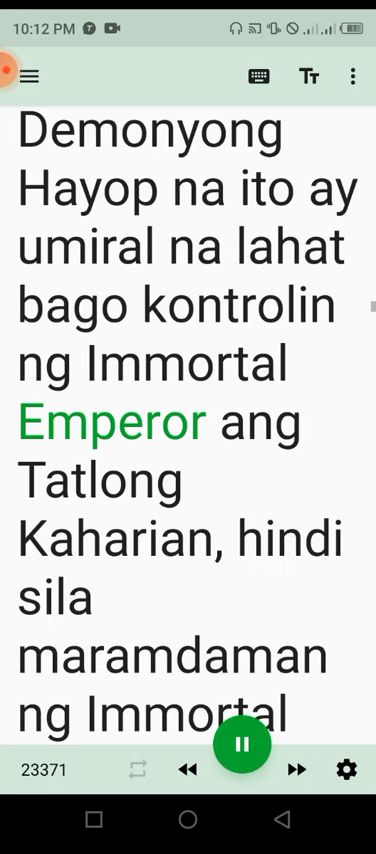 10:12 PM
81
Demonyong
Hayop na ito ay
umiral na lahat
bago kontrolin
ng Immortal
Emperor ang
Tatlong
Kaharian, hindi
sila
maramdaman
ng Immortal
23371